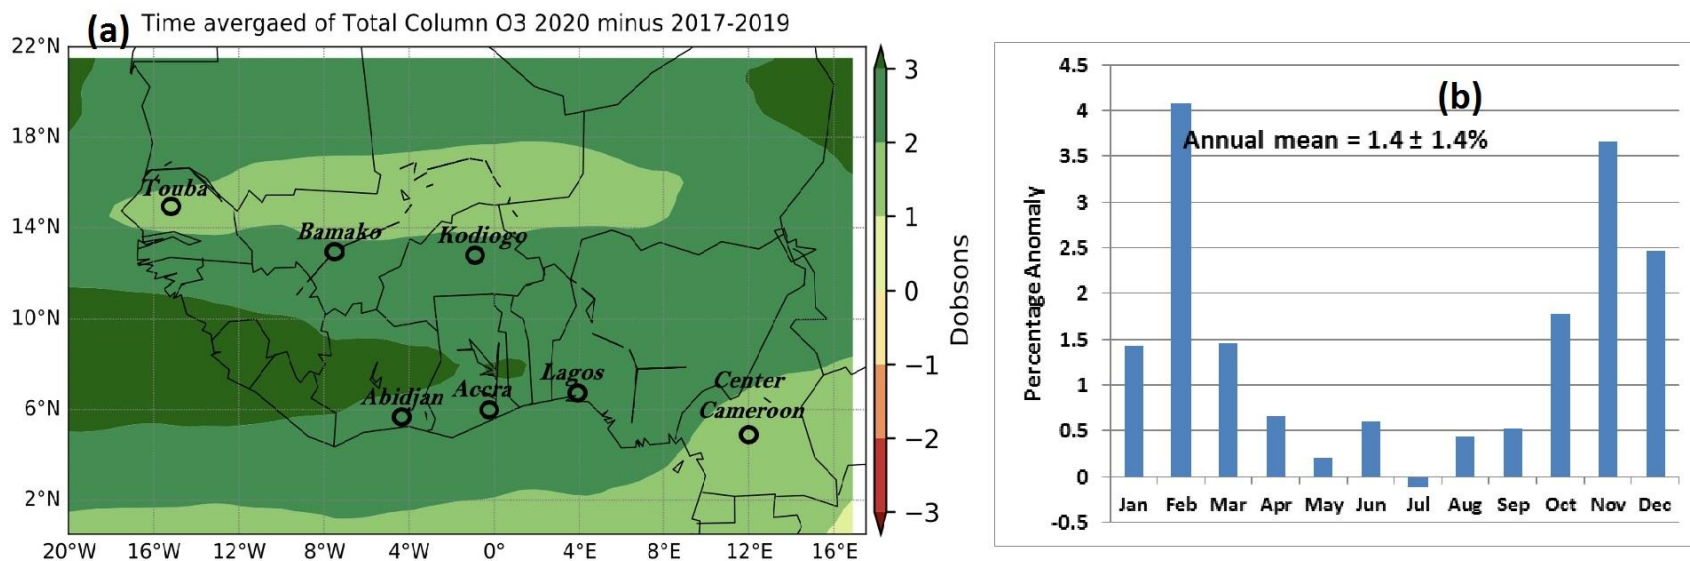 (a) Time avergaed of Total Column O3 2020 minus 2017-2019
22°N
18°N
14°N
10°N
6°N
2°N
20°W 16°W 12°W 8°W 4°W 0° 4°E 8°E 12°E 16°E
Touba
Bamako
Kodiogo
Abidjan
Accra
Lagos
Center
Cameroon
3
2
1
0
−1
−2
−3
Dobsons
(b)
Annual mean = 1.4 ± 1.4%
Percentage Anomaly
4.5
4
3.5
3
2.5
2
1.5
1
0.5
0
-0.5
Jan Feb Mar Apr May Jun Jul Aug Sep Oct Nov Dec